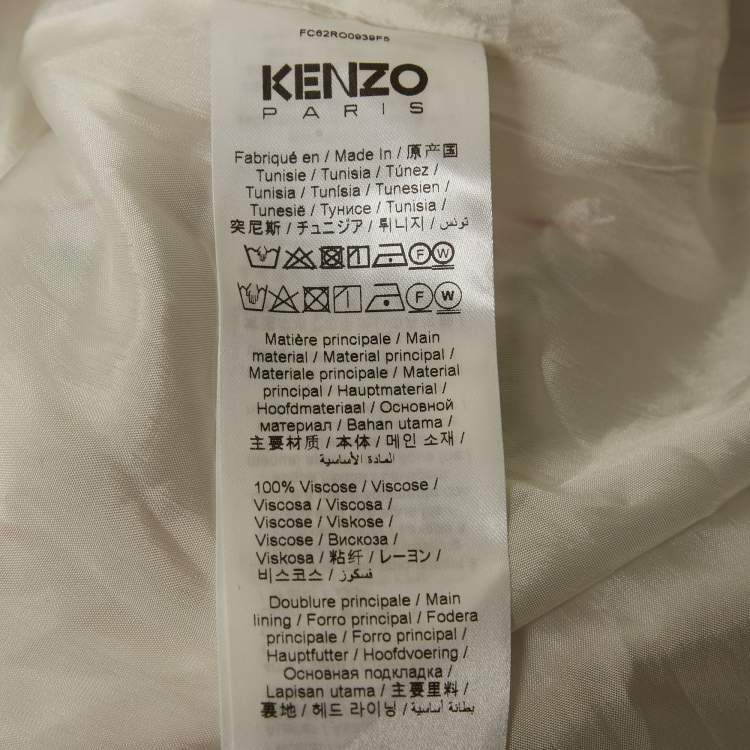 FC62RO0939F5
KENZO
PARIS
Fabriqué en / Made In / 原产国
Tunisie / Tunisia / Túnez /
Tunisia / Tunísia / Tunesien /
Tunesië / Тунисе / Tunisia /
突尼斯 / チュニジア / 튀니지 / تونس
F W
F W
Matière principale / Main
material / Material principal /
Materiale principale / Material
principal / Hauptmaterial /
Hoofdmateriaal / Основной
материал / Bahan utama /
主要材质 / 本体 / 메인 소재 /
المادة الأساسية
100% Viscose / Viscose /
Viscosa / Viscosa /
Viscose / Viskose /
Viscose / Вискоза /
Viskosa / 粘纤 / レーヨン /
비스코스 / فسكوز
Doublure principale / Main
lining / Forro principal / Fodera
principale / Forro principal /
Hauptfutter / Hoofdvoering /
Основная подкладка /
Lapisan utama / 主要里料 /
裏地 / 헤드 라이닝 / بطانة أساسية